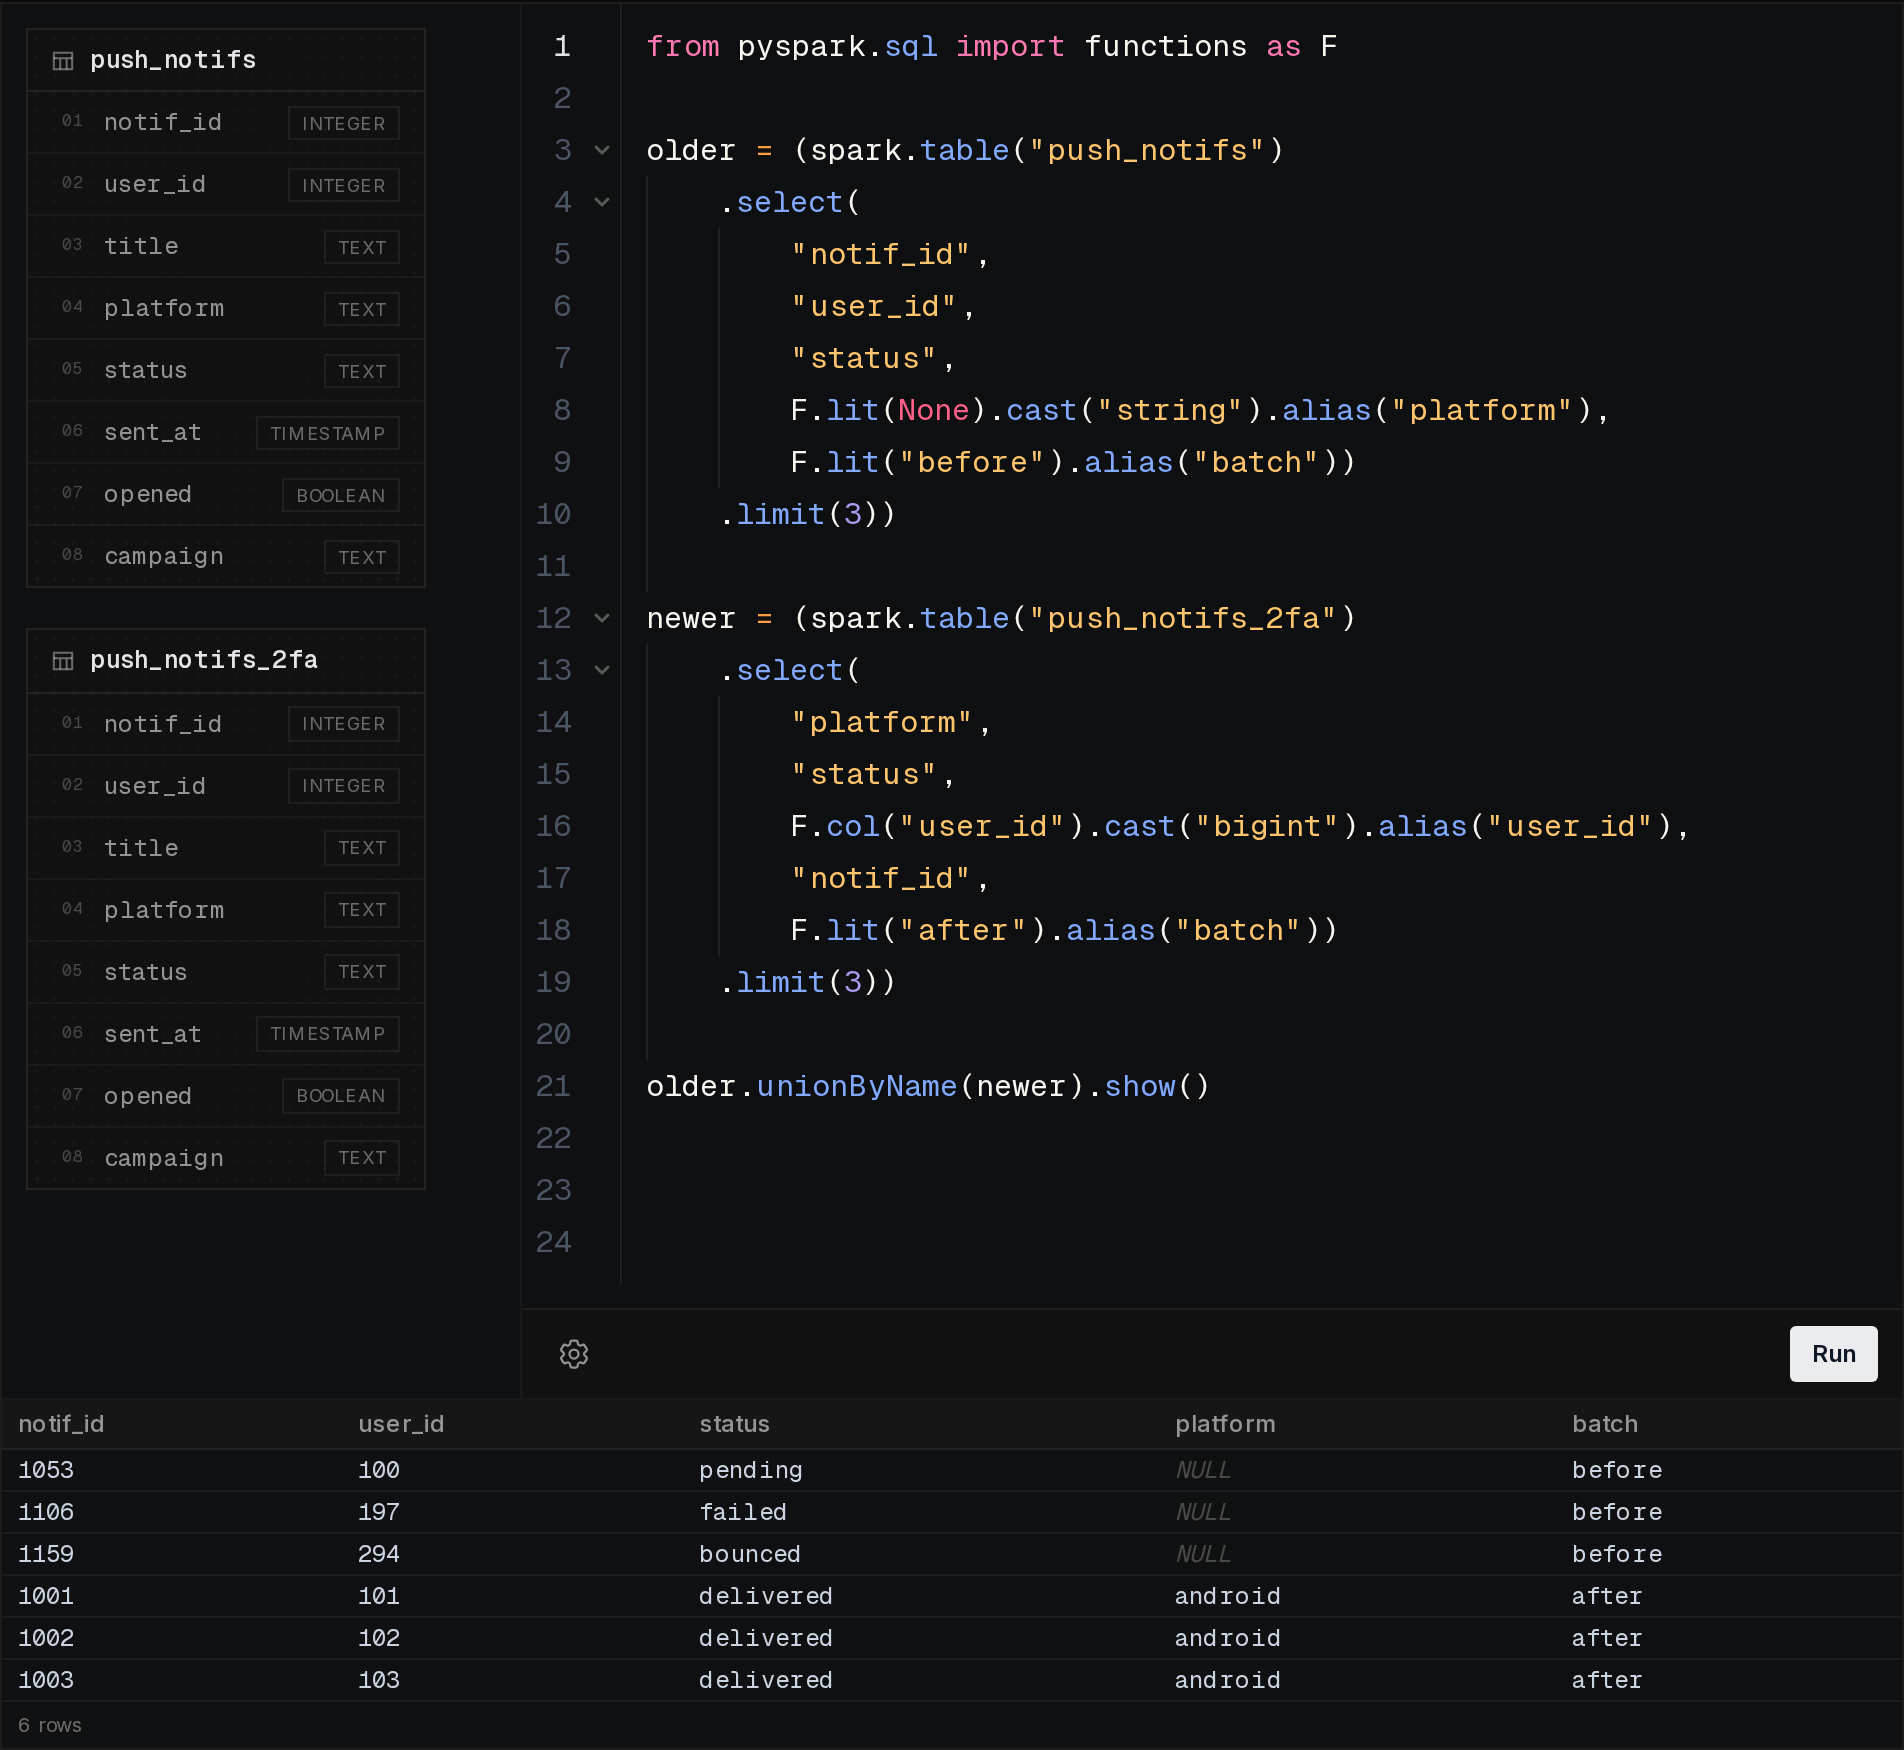 push_notifs
01 notif_id INTEGER
02 user_id INTEGER
03 title TEXT
04 platform TEXT
05 status TEXT
06 sent_at TIMESTAMP
07 opened BOOLEAN
08 campaign TEXT
push_notifs_2fa
01 notif_id INTEGER
02 user_id INTEGER
03 title TEXT
04 platform TEXT
05 status TEXT
06 sent_at TIMESTAMP
07 opened BOOLEAN
08 campaign TEXT
1 from pyspark.sql import functions as F
2
3 older = (spark.table("push_notifs")
4     .select(
5         "notif_id",
6         "user_id",
7         "status",
8         F.lit(None).cast("string").alias("platform"),
9         F.lit("before").alias("batch"))
10     .limit(3))
11
12 newer = (spark.table("push_notifs_2fa")
13     .select(
14         "platform",
15         "status",
16         F.col("user_id").cast("bigint").alias("user_id"),
17         "notif_id",
18         F.lit("after").alias("batch"))
19     .limit(3))
20
21 older.unionByName(newer).show()
22
23
24
Run
notif_id user_id status platform batch
1053 100 pending NULL before
1106 197 failed NULL before
1159 294 bounced NULL before
1001 101 delivered android after
1002 102 delivered android after
1003 103 delivered android after
6 rows